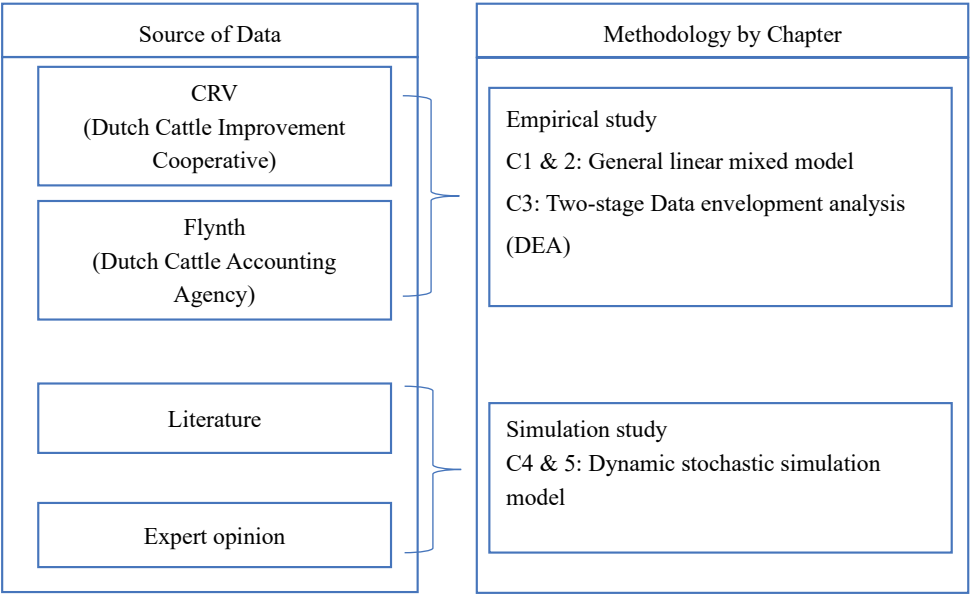 Source of Data
CRV
(Dutch Cattle Improvement
Cooperative)
Flynth
(Dutch Cattle Accounting
Agency)
Literature
Expert opinion
Methodology by Chapter
Empirical study
C1 & 2: General linear mixed model
C3: Two-stage Data envelopment analysis
(DEA)
Simulation study
C4 & 5: Dynamic stochastic simulation
model